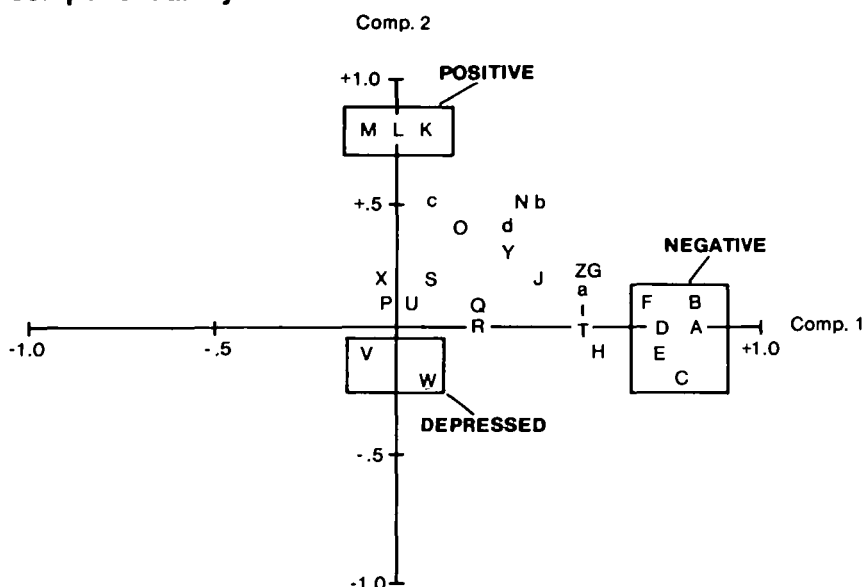 Comp. 2
+1.0
POSITIVE
M L K
+.5
c
N b
O
d
Y
NEGATIVE
X
S
J
ZG
a
P
U
Q
F
B
I
R
T
D
A
Comp. 1
-1.0
-.5
+1.0
H
V
E
W
C
DEPRESSED
-.5
-1.0